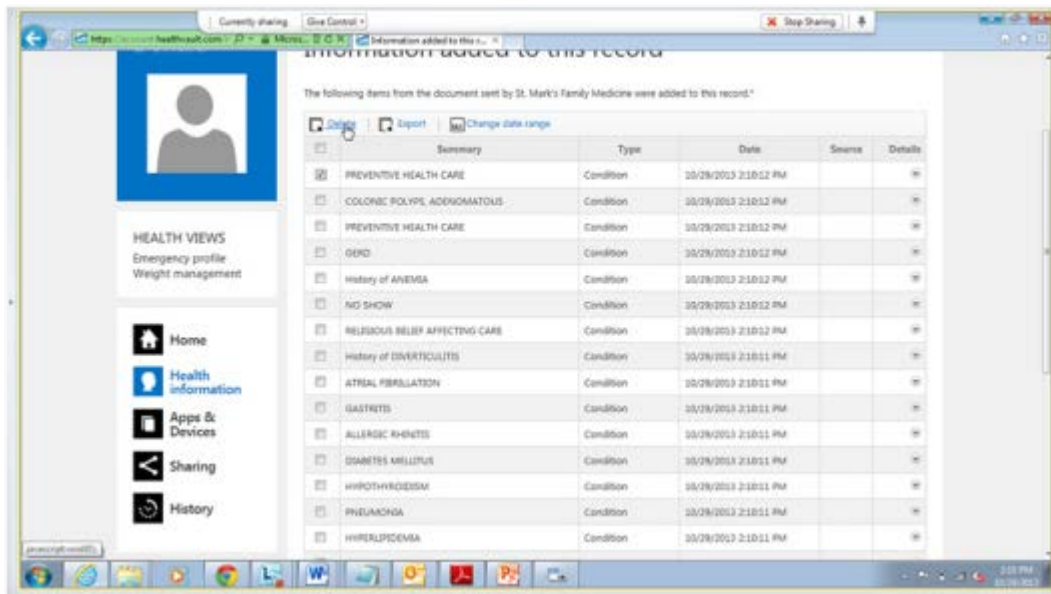 Currently sharing Give Control Stop Sharing
https healthvault.com Micros... Information added to this r...
Information added to this record
The following items from the document sent by St. Mark's Family Medicine were added to this record.*
Delete Export Change date range
Summary Type Date Source Details
PREVENTIVE HEALTH CARE Condition 10/29/2013 2:10:12 PM
COLONIC POLYPS, ADENOMATOUS Condition 10/29/2013 2:10:12 PM
PREVENTIVE HEALTH CARE Condition 10/29/2013 2:10:12 PM
GERD Condition 10/29/2013 2:10:12 PM
History of ANEMIA Condition 10/29/2013 2:10:12 PM
NO SHOW Condition 10/29/2013 2:10:12 PM
RELIGIOUS BELIEF AFFECTING CARE Condition 10/29/2013 2:10:12 PM
History of DIVERTICULITIS Condition 10/29/2013 2:10:11 PM
ATRIAL FIBRILLATION Condition 10/29/2013 2:10:11 PM
GASTRITIS Condition 10/29/2013 2:10:11 PM
ALLERGIC RHINITIS Condition 10/29/2013 2:10:11 PM
DIABETES MELLITUS Condition 10/29/2013 2:10:11 PM
HYPOTHYROIDISM Condition 10/29/2013 2:10:11 PM
PNEUMONIA Condition 10/29/2013 2:10:11 PM
HYPERLIPIDEMIA Condition 10/29/2013 2:10:11 PM
HEALTH VIEWS
Emergency profile
Weight management
Home
Health
information
Apps &
Devices
Sharing
History